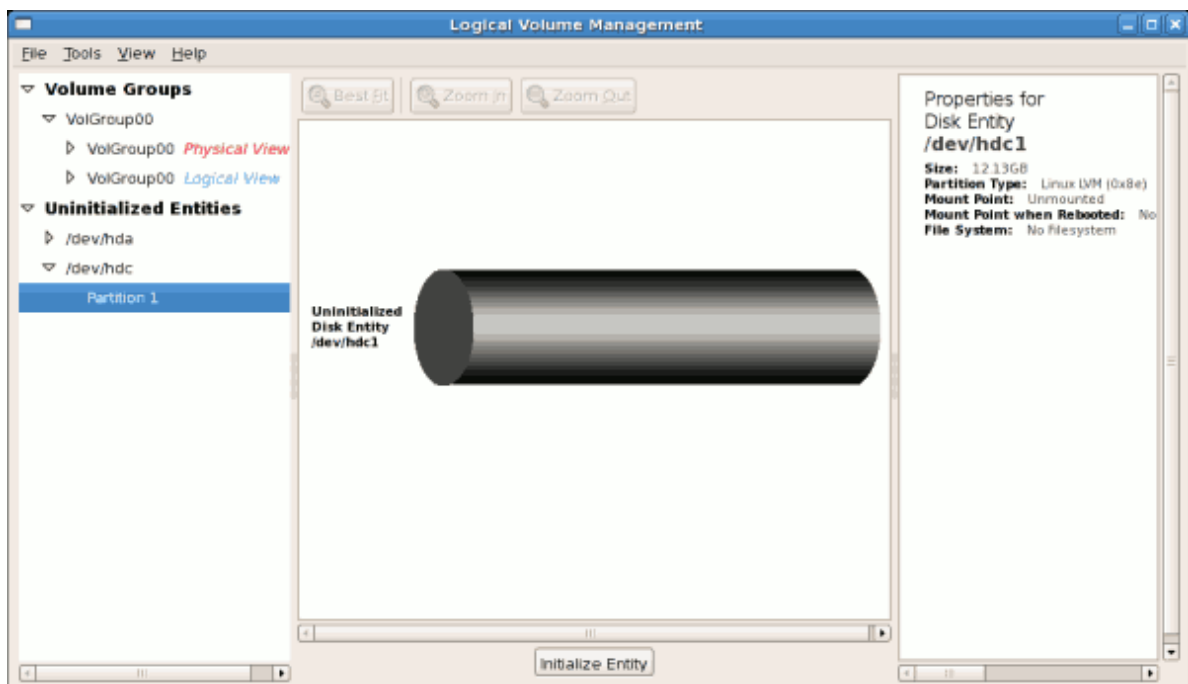 Logical Volume Management
File Tools View Help
Volume Groups
VolGroup00
VolGroup00 Physical View
VolGroup00 Logical View
Uninitialized Entities
/dev/hda
/dev/hdc
Partition 1
Best Fit Zoom In Zoom Out
Uninitialized
Disk Entity
/dev/hdc1
Initialize Entity
Properties for
Disk Entity
/dev/hdc1
Size: 12.13GB
Partition Type: Linux LVM (0x8e)
Mount Point: Unmounted
Mount Point when Rebooted: No
File System: No Filesystem